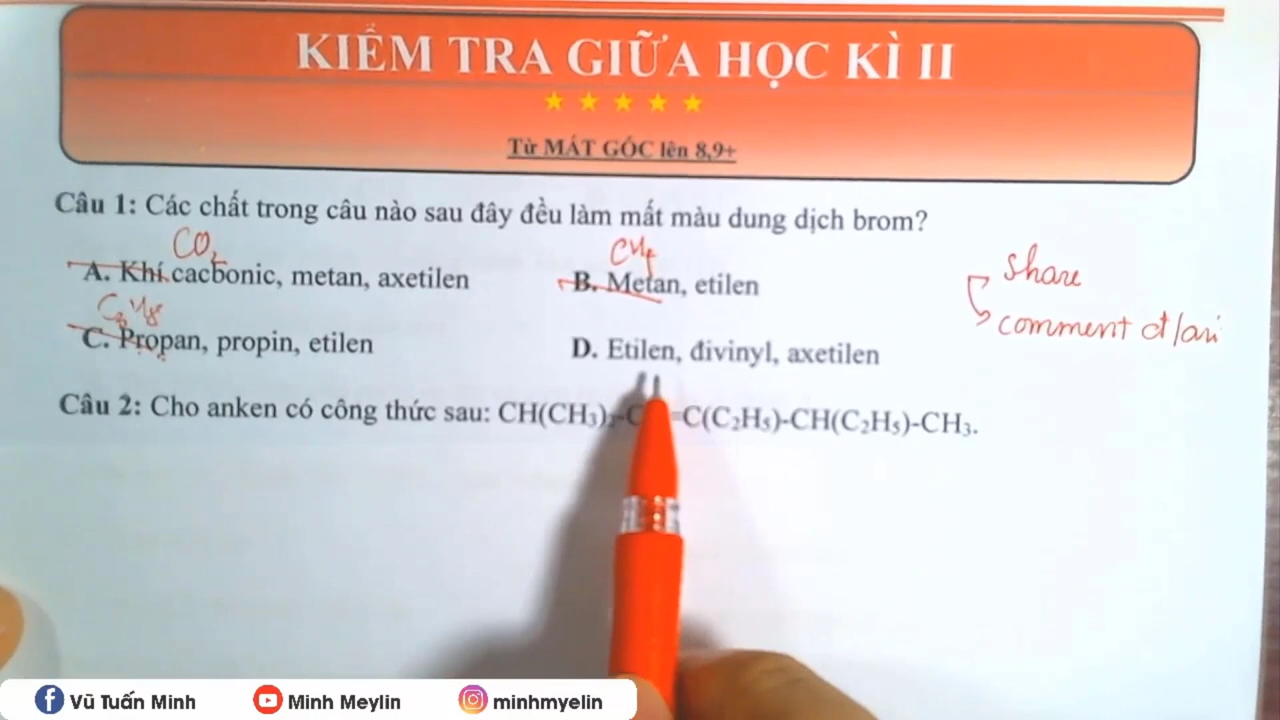 KIỂM TRA GIỮA HỌC KÌ II
Từ MẤT GỐC lên 8,9+
Câu 1: Các chất trong câu nào sau đây đều làm mất màu dung dịch brom?
CO₂
CH₄
A. Khí cacbonic, metan, axetilen
B. Metan, etilen
share
C₃H₈
comment đ/án
C. Propan, propin, etilen
D. Etilen, đivinyl, axetilen
Câu 2: Cho anken có công thức sau: CH(CH₃)₂-C =C(C₂H₅)-CH(C₂H₅)-CH₃.
Vũ Tuấn Minh
Minh Meylin
minhmyelin